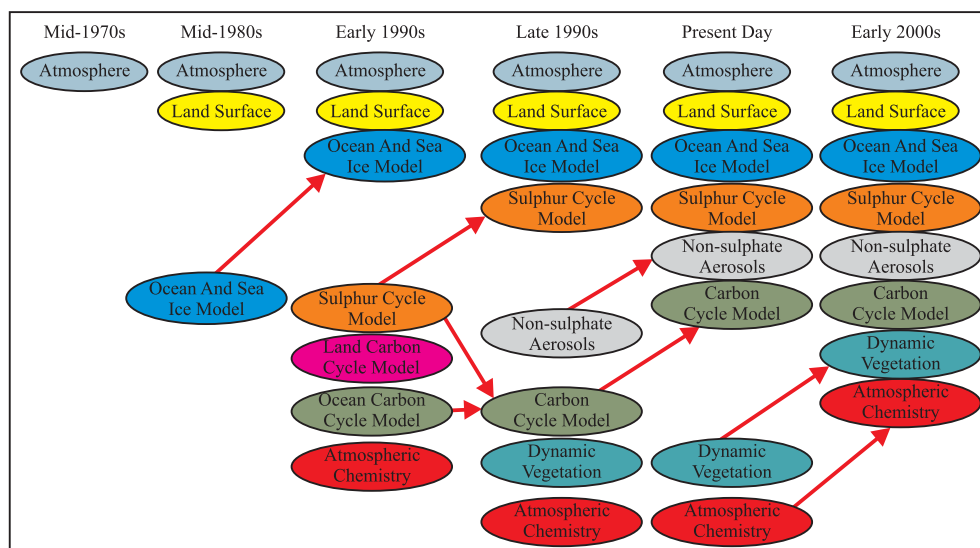 Mid-1970s
Mid-1980s
Early 1990s
Late 1990s
Present Day
Early 2000s
Atmosphere
Atmosphere
Atmosphere
Atmosphere
Atmosphere
Atmosphere
Land Surface
Land Surface
Land Surface
Land Surface
Land Surface
Ocean And Sea
Ice Model
Ocean And Sea
Ice Model
Ocean And Sea
Ice Model
Ocean And Sea
Ice Model
Sulphur Cycle
Model
Sulphur Cycle
Model
Sulphur Cycle
Model
Non-sulphate
Aerosols
Non-sulphate
Aerosols
Ocean And Sea
Ice Model
Sulphur Cycle
Model
Carbon
Cycle Model
Carbon
Cycle Model
Non-sulphate
Aerosols
Land Carbon
Cycle Model
Dynamic
Vegetation
Ocean Carbon
Cycle Model
Carbon
Cycle Model
Atmospheric
Chemistry
Atmospheric
Chemistry
Dynamic
Vegetation
Dynamic
Vegetation
Atmospheric
Chemistry
Atmospheric
Chemistry